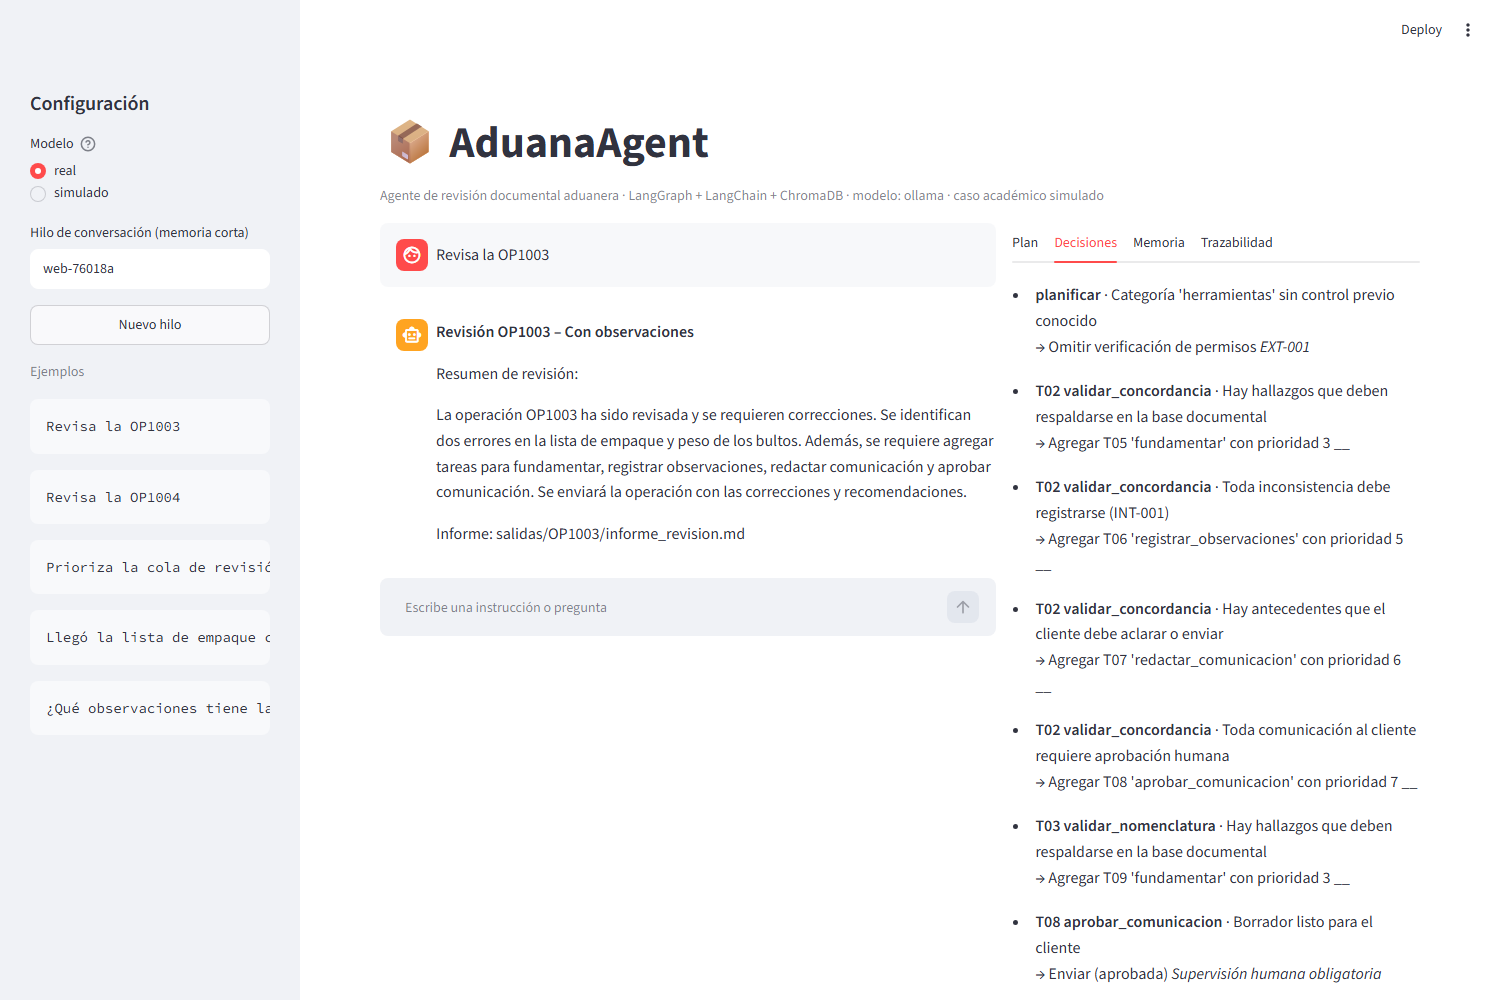 Deploy
Configuración
Modelo
real
simulado
Hilo de conversación (memoria corta)
web-76018a
Nuevo hilo
Ejemplos
Revisa la OP1003
Revisa la OP1004
Prioriza la cola de revisió
Llegó la lista de empaque
¿Qué observaciones tiene la
AduanaAgent
Agente de revisión documental aduanera · LangGraph + LangChain + ChromaDB · modelo: ollama · caso académico simulado
Revisa la OP1003
Revisión OP1003 – Con observaciones
Resumen de revisión:
La operación OP1003 ha sido revisada y se requieren correcciones. Se identifican
dos errores en la lista de empaque y peso de los bultos. Además, se requiere agregar
tareas para fundamentar, registrar observaciones, redactar comunicación y aprobar
comunicación. Se enviará la operación con las correcciones y recomendaciones.
Informe: salidas/OP1003/informe_revision.md
Escribe una instrucción o pregunta
Plan Decisiones Memoria Trazabilidad
planificar · Categoría 'herramientas' sin control previo
conocido
→ Omitir verificación de permisos EXT-001
T02 validar_concordancia · Hay hallazgos que deben
respaldarse en la base documental
→ Agregar T05 'fundamentar' con prioridad 3 __
T02 validar_concordancia · Toda inconsistencia debe
registrarse (INT-001)
→ Agregar T06 'registrar_observaciones' con prioridad 5
__
T02 validar_concordancia · Hay antecedentes que el
cliente debe aclarar o enviar
→ Agregar T07 'redactar_comunicacion' con prioridad 6
__
T02 validar_concordancia · Toda comunicación al cliente
requiere aprobación humana
→ Agregar T08 'aprobar_comunicacion' con prioridad 7 __
T03 validar_nomenclatura · Hay hallazgos que deben
respaldarse en la base documental
→ Agregar T09 'fundamentar' con prioridad 3 __
T08 aprobar_comunicacion · Borrador listo para el
cliente
→ Enviar (aprobada) Supervisión humana obligatoria